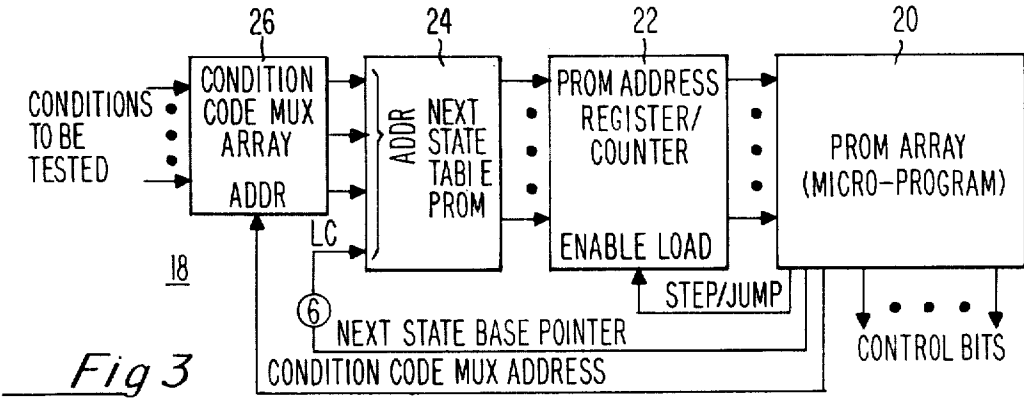 26
24
22
20
CONDITIONS
TO BE
TESTED
CONDITION
CODE MUX
ARRAY
ADDR
LC
ADDR
NEXT
STATE
TABLE
PROM
PROM ADDRESS
REGISTER/
COUNTER
ENABLE LOAD
PROM ARRAY
(MICRO-PROGRAM)
18
6
STEP/JUMP
NEXT STATE BASE POINTER
CONTROL BITS
CONDITION CODE MUX ADDRESS
Fig 3